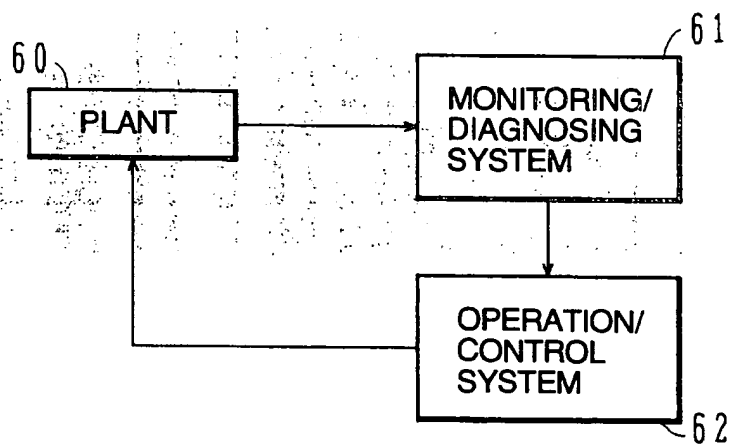 60
PLANT
61
MONITORING/
DIAGNOSING
SYSTEM
OPERATION/
CONTROL
SYSTEM
62